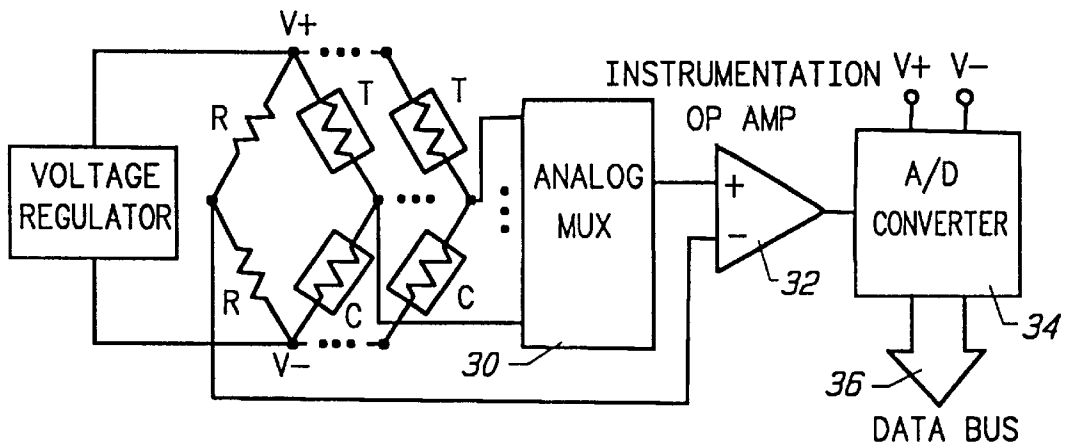 V+
INSTRUMENTATION
OP AMP
V+ V-
R
T
T
VOLTAGE
REGULATOR
ANALOG
MUX
+
-
A/D
CONVERTER
R
C
C
V-
30
32
34
36
DATA BUS